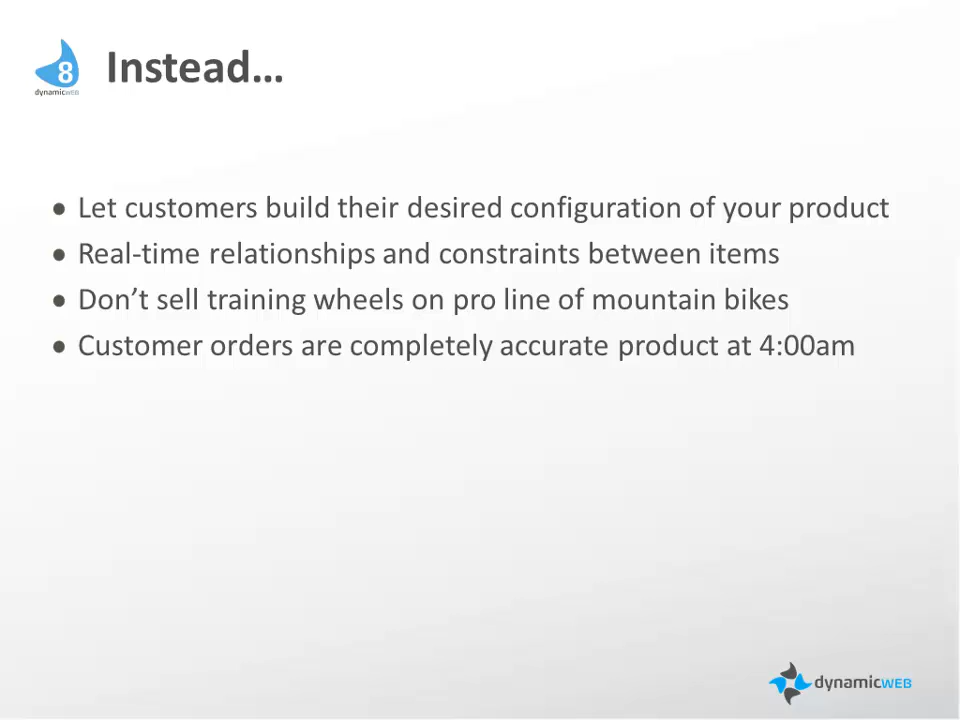 8
dynamicWEB
Instead…
• Let customers build their desired configuration of your product
• Real-time relationships and constraints between items
• Don’t sell training wheels on pro line of mountain bikes
• Customer orders are completely accurate product at 4:00am
dynamicWEB